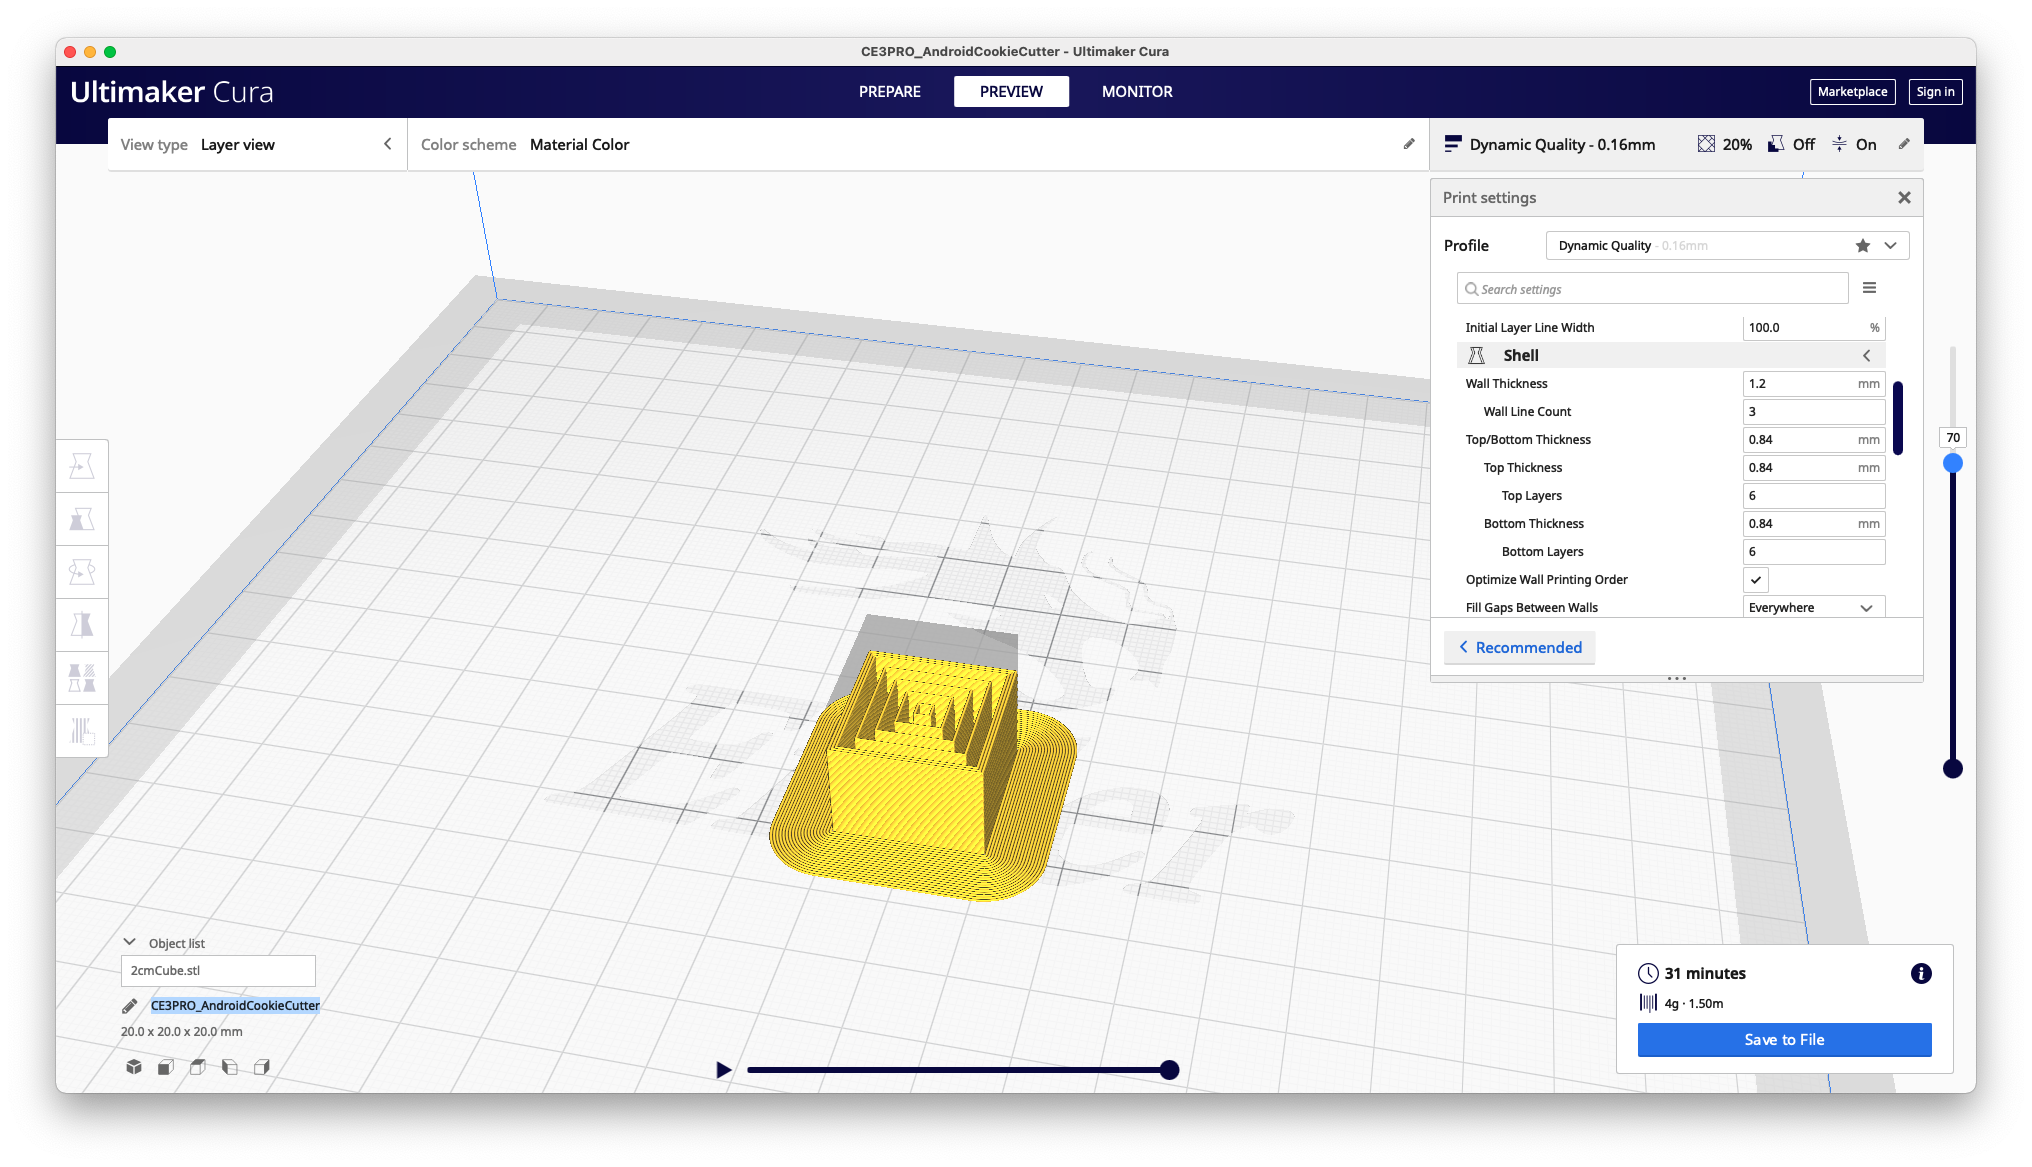 CE3PRO_AndroidCookieCutter - Ultimaker Cura
Ultimaker Cura
PREPARE
PREVIEW
MONITOR
Marketplace
Sign in
View type Layer view
Color scheme Material Color
Dynamic Quality - 0.16mm
20%
Off
On
Print settings
Profile
Dynamic Quality - 0.16mm
Search settings
Initial Layer Line Width 100.0 %
Shell
Wall Thickness 1.2 mm
Wall Line Count 3
Top/Bottom Thickness 0.84 mm
Top Thickness 0.84 mm
Top Layers 6
Bottom Thickness 0.84 mm
Bottom Layers 6
Optimize Wall Printing Order
Fill Gaps Between Walls Everywhere
Recommended
70
Object list
2cmCube.stl
CE3PRO_AndroidCookieCutter
20.0 x 20.0 x 20.0 mm
31 minutes
4g · 1.50m
Save to File